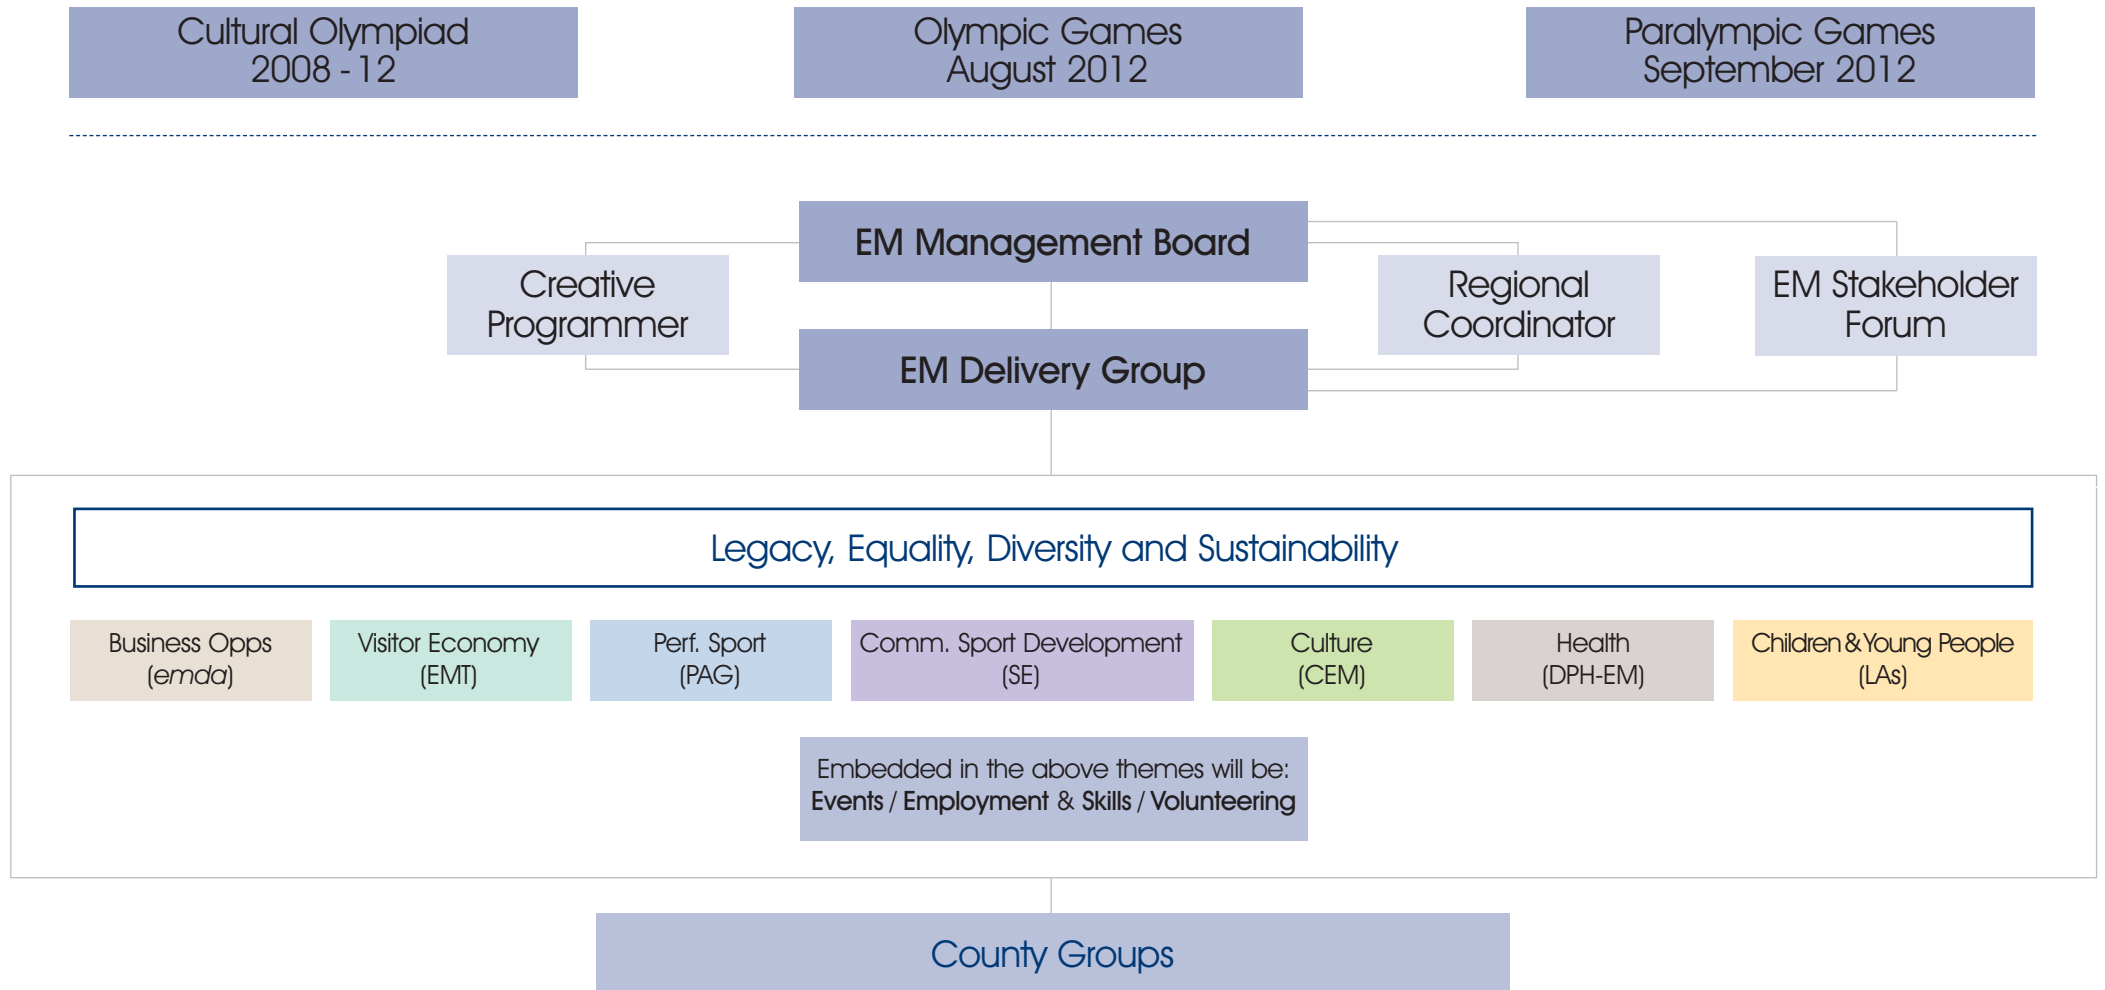 Cultural Olympiad
2008 - 12
Olympic Games
August 2012
Paralympic Games
September 2012
EM Management Board
Creative
Programmer
Regional
Coordinator
EM Stakeholder
Forum
EM Delivery Group
Legacy, Equality, Diversity and Sustainability
Business Opps
(emda)
Visitor Economy
(EMT)
Perf. Sport
(PAG)
Comm. Sport Development
(SE)
Culture
(CEM)
Health
(DPH-EM)
Children & Young People
(LAs)
Embedded in the above themes will be:
Events / Employment & Skills / Volunteering
County Groups